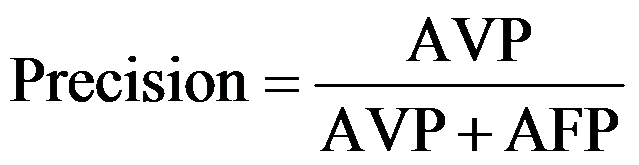 Precision = AVP / AVP + AFP